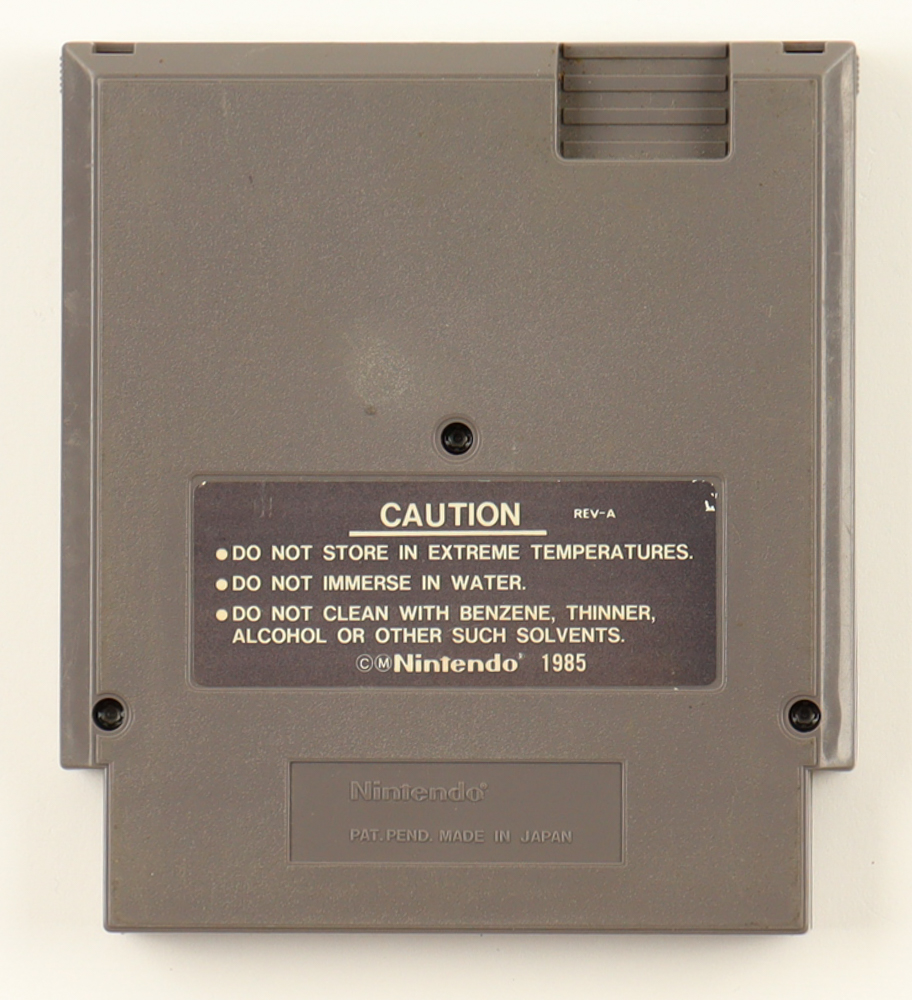 CAUTION REV-A
●DO NOT STORE IN EXTREME TEMPERATURES.
●DO NOT IMMERSE IN WATER.
●DO NOT CLEAN WITH BENZENE, THINNER,
ALCOHOL OR OTHER SUCH SOLVENTS.
©ⓂNintendo® 1985
Nintendo®
PAT. PEND. MADE IN JAPAN